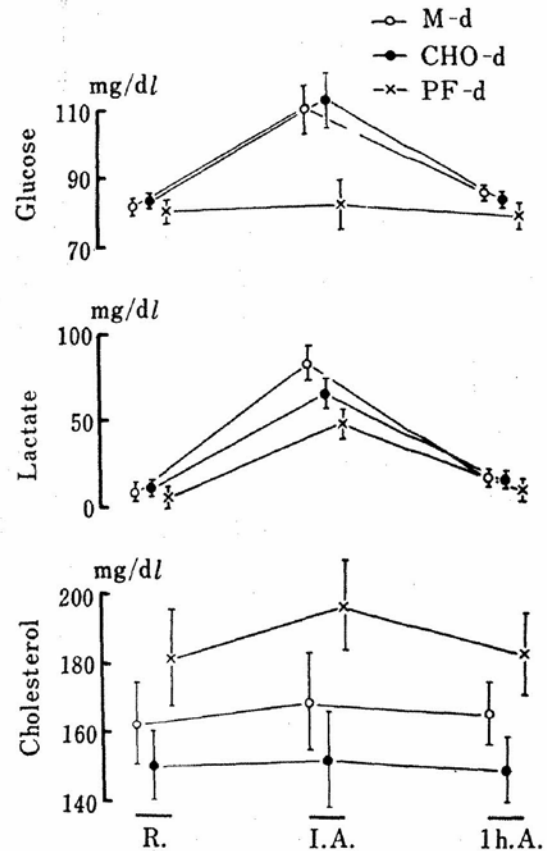 M-d
CHO-d
PF-d
mg/dl
110
90
70
Glucose
mg/dl
100
50
0
Lactate
mg/dl
200
180
160
140
Cholesterol
R.
I.A.
1h.A.